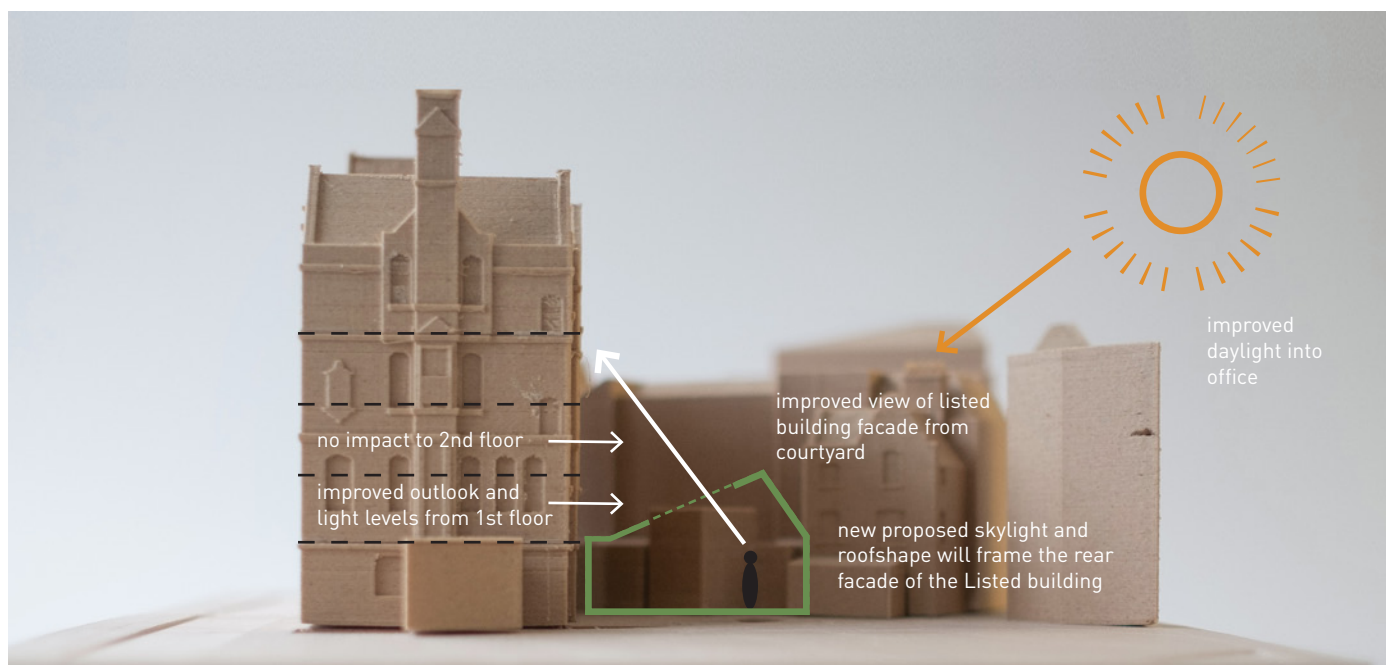 improved
daylight into
office
improved view of listed
building facade from
courtyard
no impact to 2nd floor
improved outlook and
light levels from 1st floor
new proposed skylight and
roofshape will frame the rear
facade of the Listed building